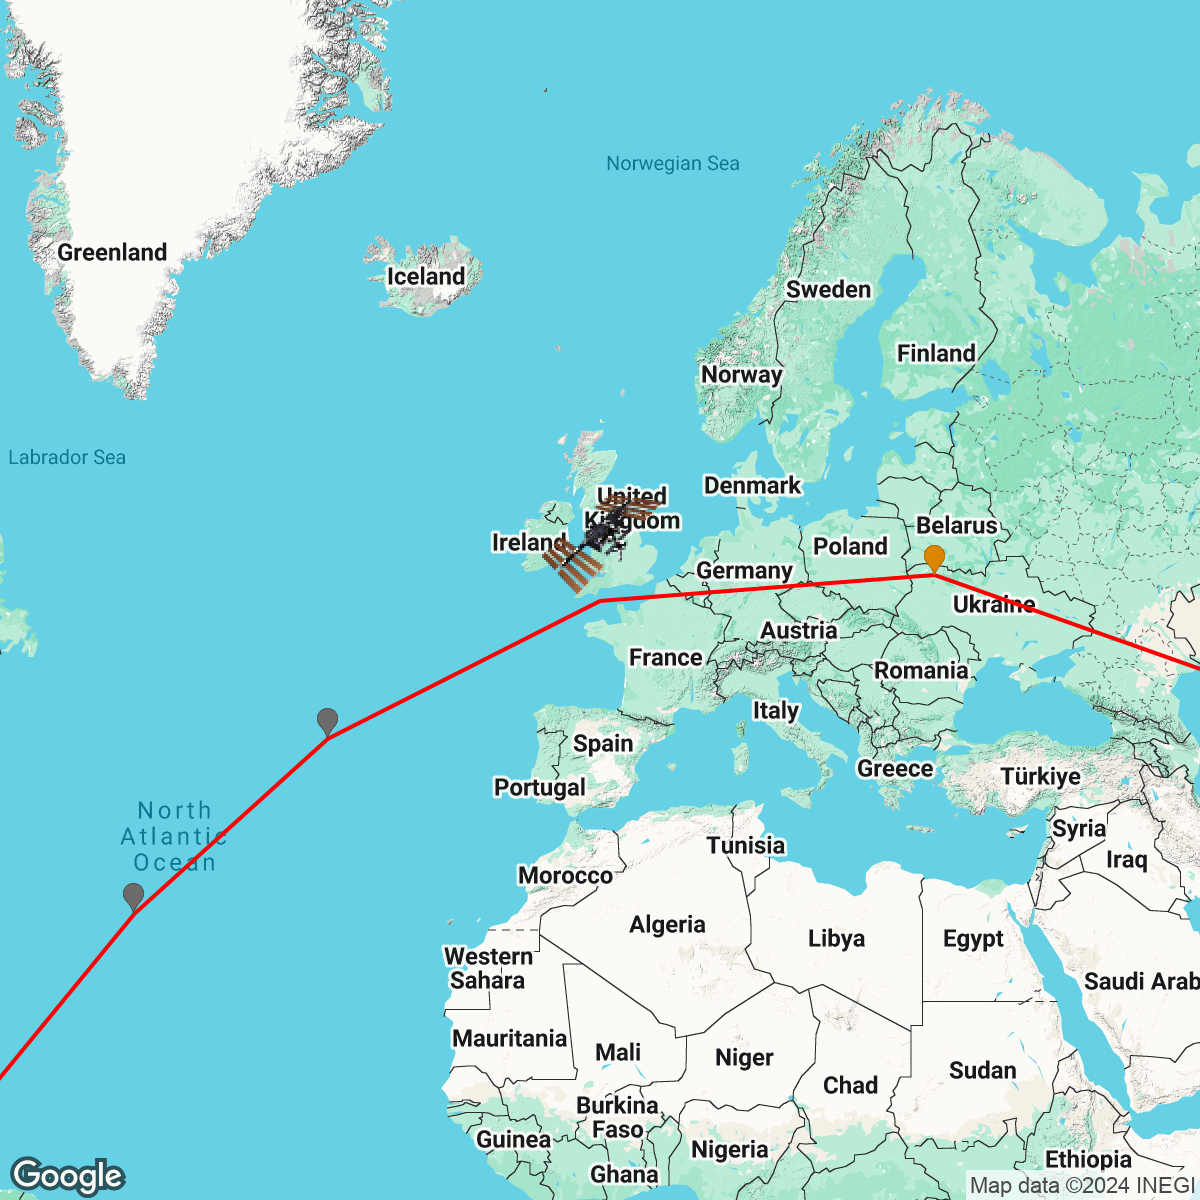 Norwegian Sea
Greenland
Iceland
Sweden
Finland
Norway
Labrador Sea
Denmark
United
Kingdom
Belarus
Ireland
Poland
Germany
Ukraine
Austria
France
Romania
Italy
Spain
Greece
Türkiye
Portugal
North
Atlantic
Ocean
Syria
Tunisia
Iraq
Morocco
Algeria
Libya
Egypt
Western
Sahara
Saudi Arab
Mauritania
Mali
Niger
Sudan
Chad
Burkina
Faso
Guinea
Nigeria
Ethiopia
Ghana
Google
Map data ©2024 INEGI